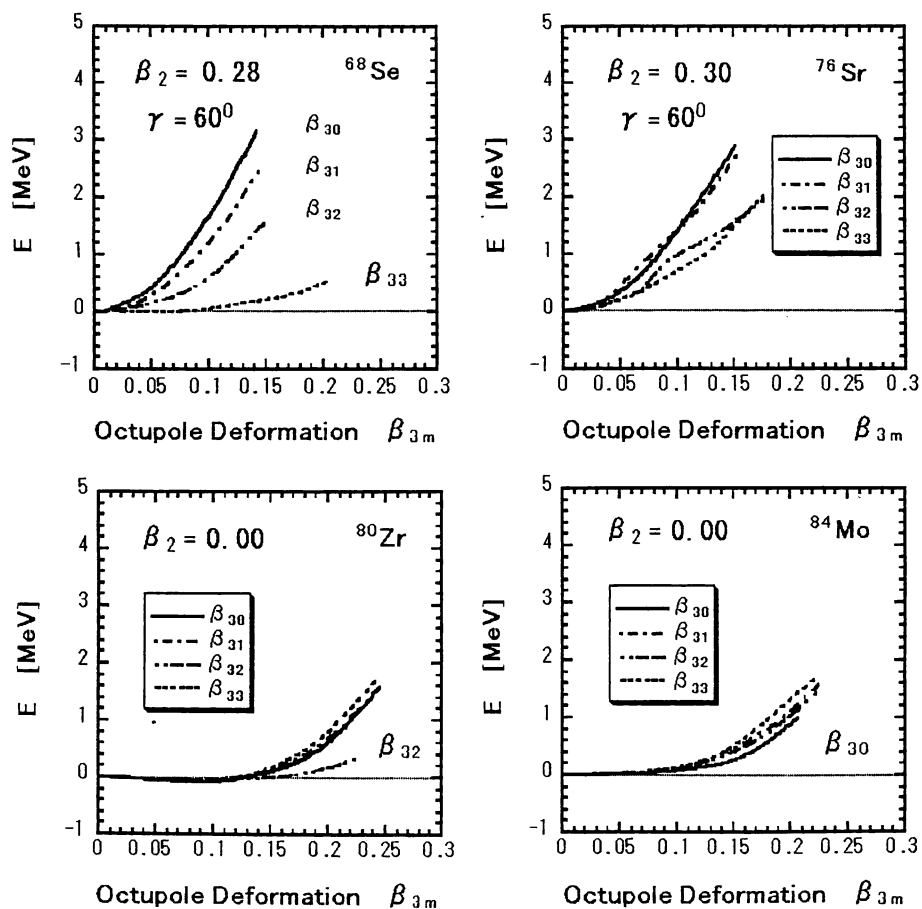 ⁶⁸Se
β₂ = 0.28
γ = 60⁰
β₃₀
β₃₁
β₃₂
β₃₃
E [MeV]
5
4
3
2
1
0
-1
0 0.05 0.1 0.15 0.2 0.25 0.3
Octupole Deformation β₃ₘ
⁷⁶Sr
β₂ = 0.30
γ = 60⁰
β₃₀
β₃₁
β₃₂
β₃₃
E [MeV]
5
4
3
2
1
0
-1
0 0.05 0.1 0.15 0.2 0.25 0.3
Octupole Deformation β₃ₘ
⁸⁰Zr
β₂ = 0.00
β₃₀
β₃₁
β₃₂
β₃₃
β₃₂
E [MeV]
5
4
3
2
1
0
-1
0 0.05 0.1 0.15 0.2 0.25 0.3
Octupole Deformation β₃ₘ
⁸⁴Mo
β₂ = 0.00
β₃₀
β₃₁
β₃₂
β₃₃
β₃₀
E [MeV]
5
4
3
2
1
0
-1
0 0.05 0.1 0.15 0.2 0.25 0.3
Octupole Deformation β₃ₘ